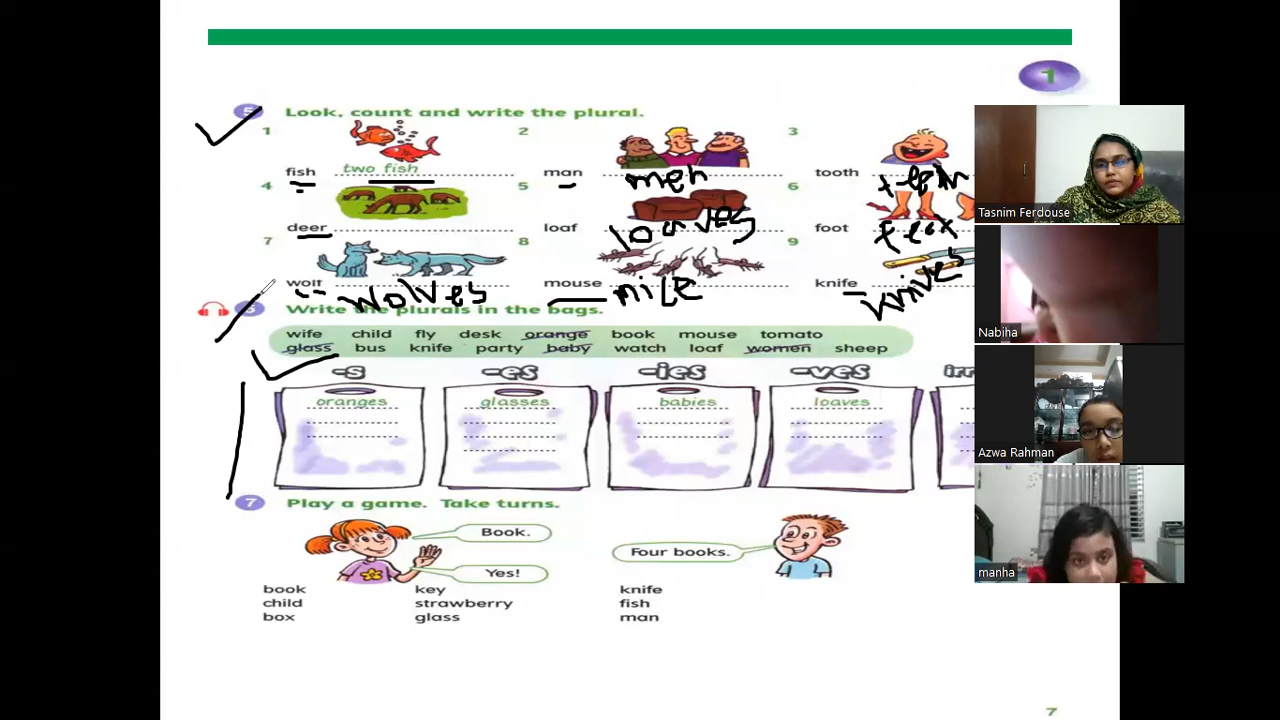 1
5 Look, count and write the plural.
1 2 3
fish two fish man men tooth teeth
4 5 6
deer loaf loaves foot feet
7 8 9
wolf wolves mouse mice knife knives
6 Write the plurals in the bags.
wife child fly desk orange book mouse tomato
glass bus knife party baby watch loaf women sheep
-s -es -ies -ves irr
oranges glasses babies loaves
7 Play a game. Take turns.
Book.
Four books.
Yes!
book key knife
child strawberry fish
box glass man
7
Tasnim Ferdouse
Nabiha
Azwa Rahman
manha